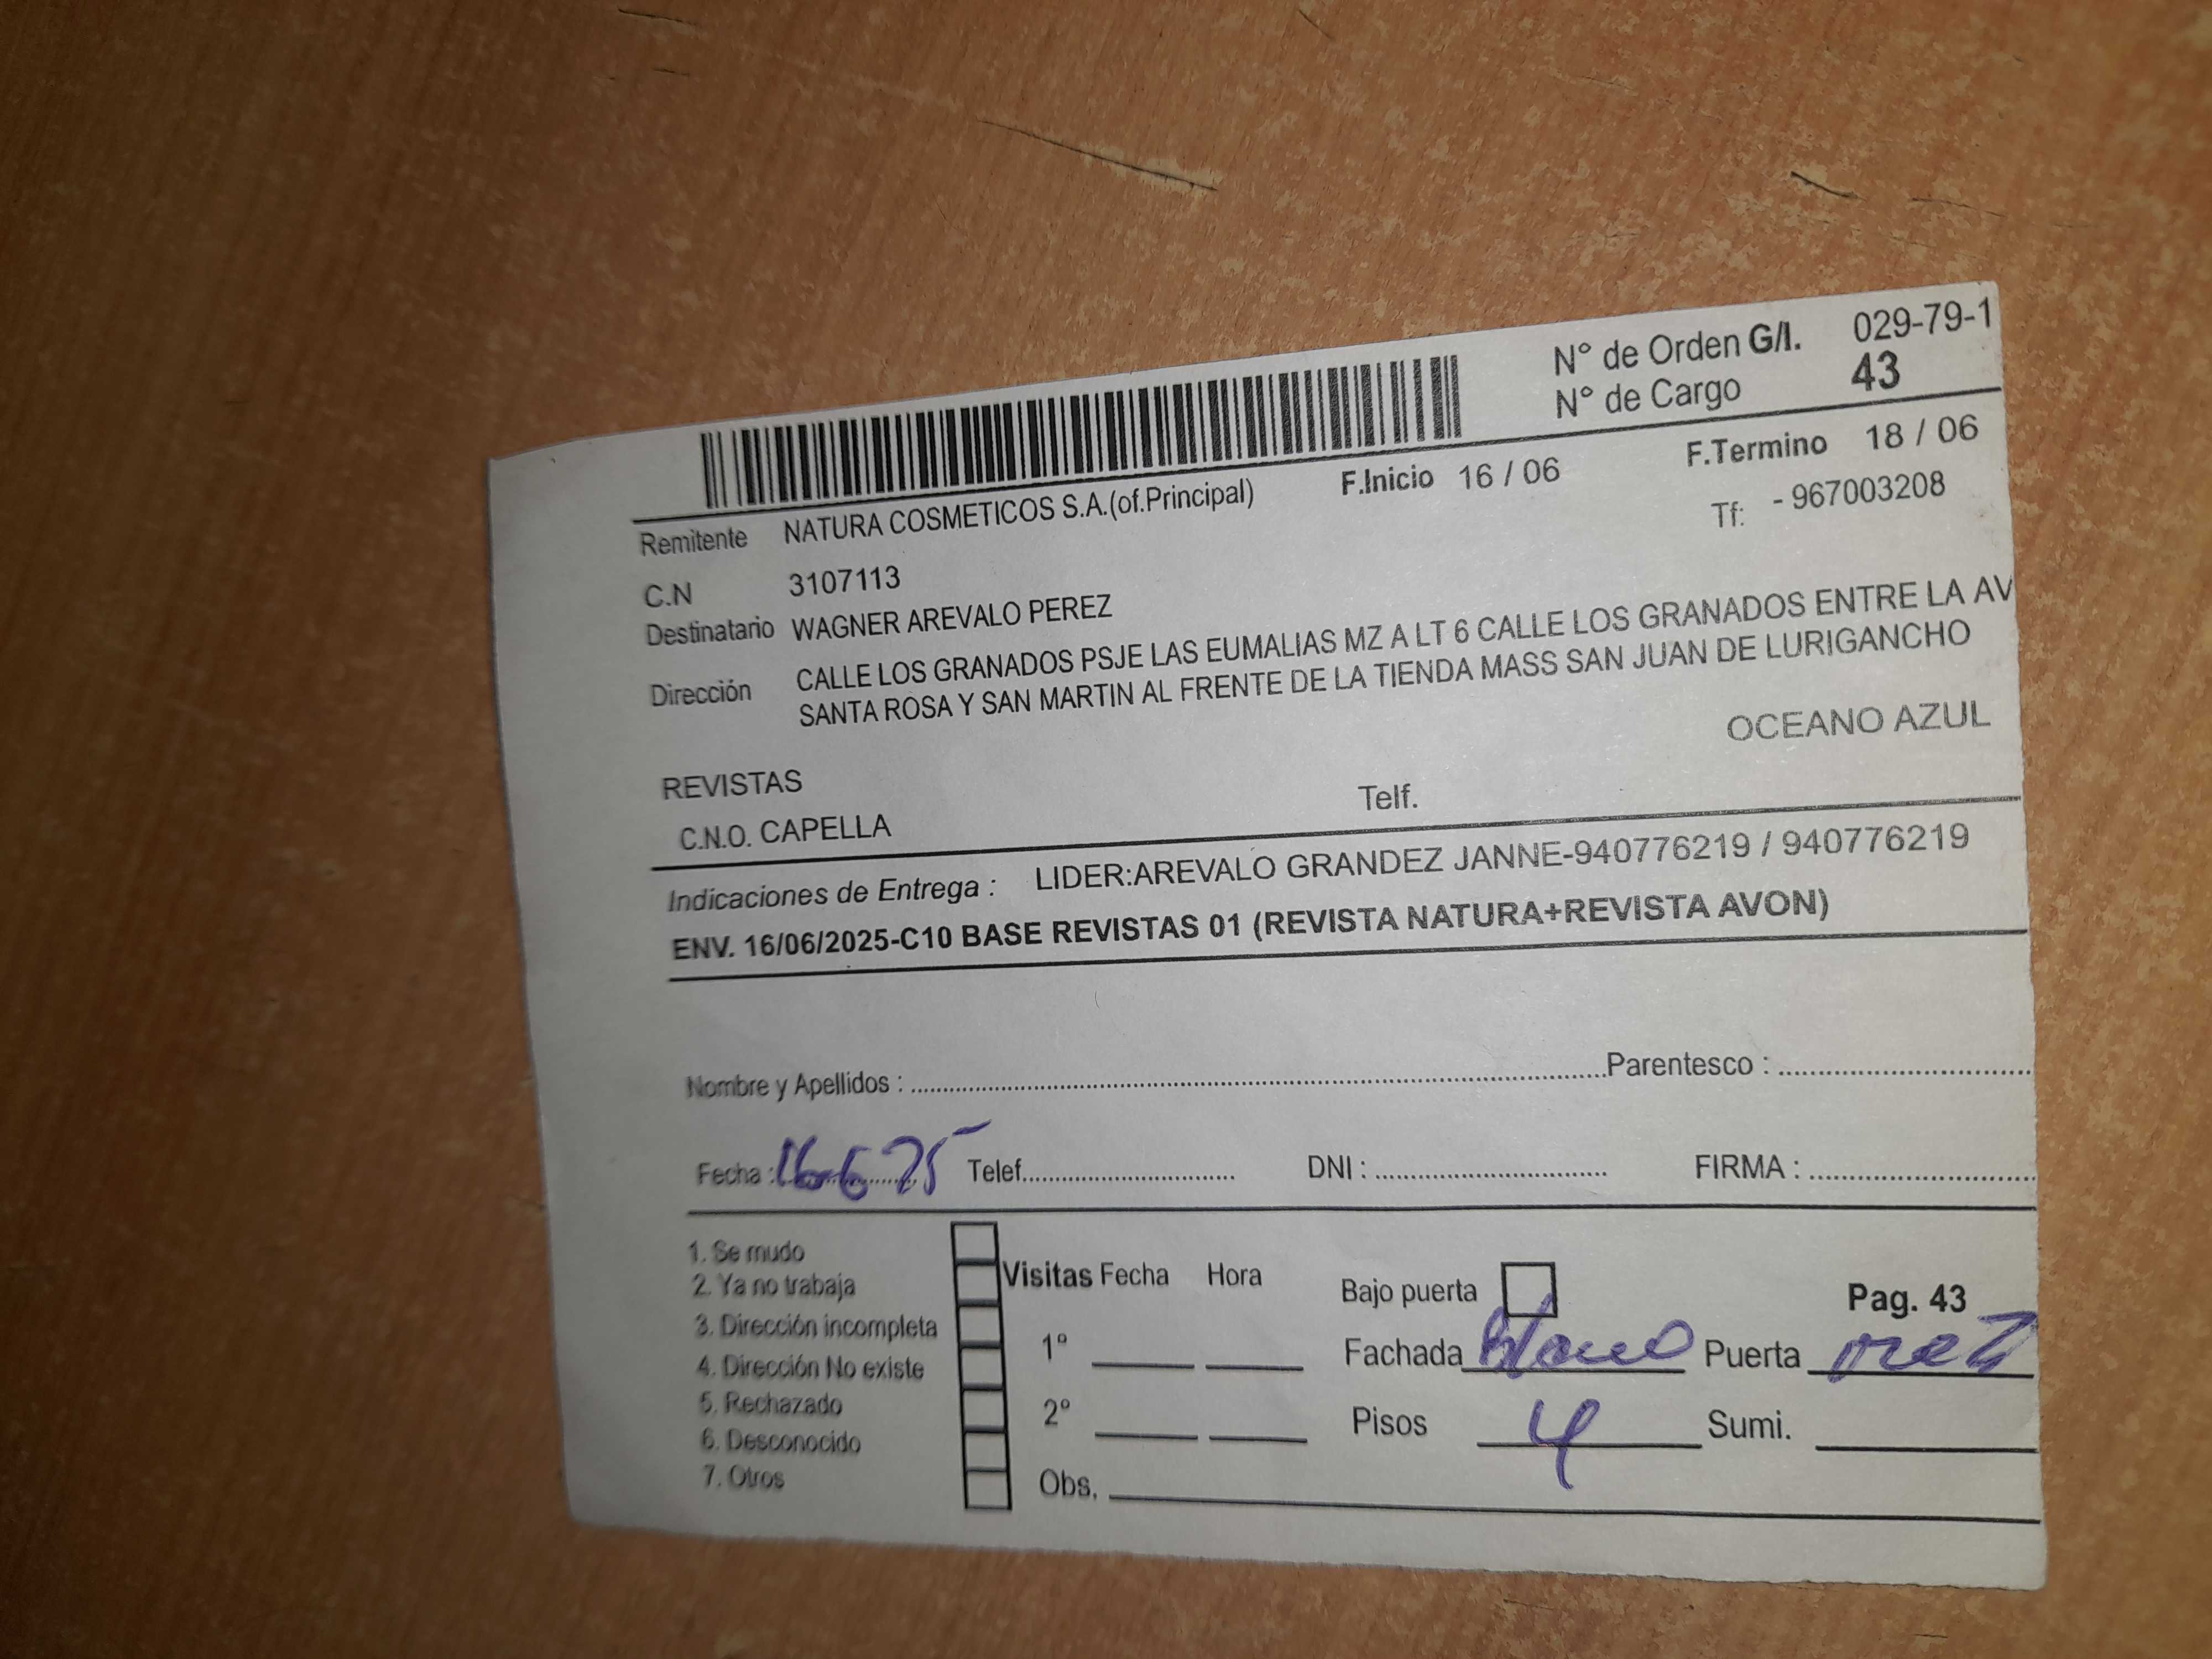 N° de Orden G/I. 029-79-1
N° de Cargo 43
F.Inicio 16 / 06 F.Termino 18 / 06
Remitente NATURA COSMETICOS S.A.(of.Principal) Tf: - 967003208
C.N 3107113
Destinatario WAGNER AREVALO PEREZ
Dirección CALLE LOS GRANADOS PSJE LAS EUMALIAS MZ A LT 6 CALLE LOS GRANADOS ENTRE LA AV
SANTA ROSA Y SAN MARTIN AL FRENTE DE LA TIENDA MASS SAN JUAN DE LURIGANCHO
OCEANO AZUL
REVISTAS
C.N.O. CAPELLA Telf.
Indicaciones de Entrega : LIDER:AREVALO GRANDEZ JANNE-940776219 / 940776219
ENV. 16/06/2025-C10 BASE REVISTAS 01 (REVISTA NATURA+REVISTA AVON)
Nombre y Apellidos : Parentesco :
Fecha : 16-6-25 Telef. DNI : FIRMA :
1. Se mudo
2. Ya no trabaja
3. Dirección incompleta
4. Dirección No existe
5. Rechazado
6. Desconocido
7. Otros
Visitas Fecha Hora
1°
2°
Obs.
Bajo puerta Pag. 43
Fachada blanco Puerta
Pisos 4 Sumi.